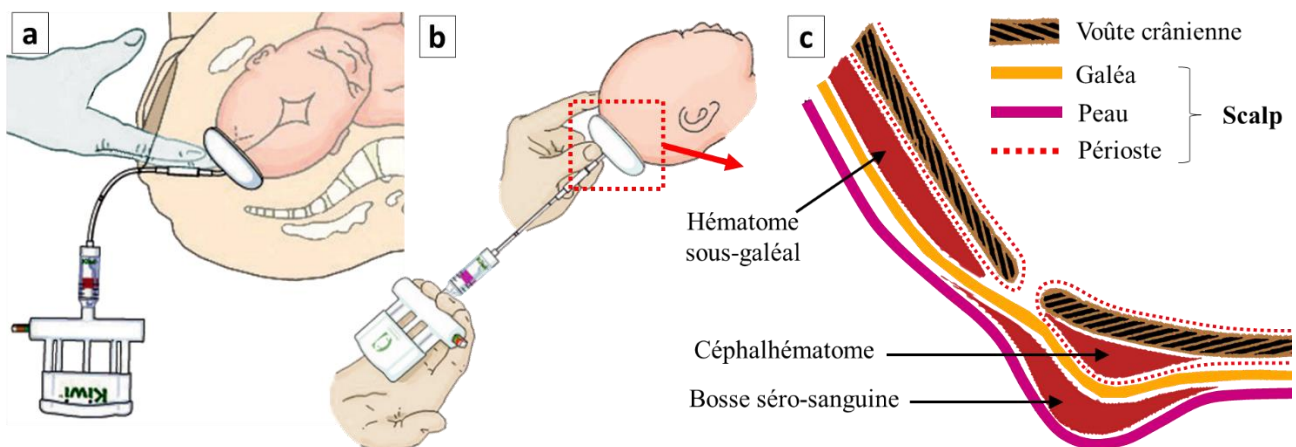 a
b
c
Voûte crânienne
Galéa
Peau
Périoste
Scalp
Hématome
sous-galéal
Céphalhématome
Bosse séro-sanguine
Kiwi